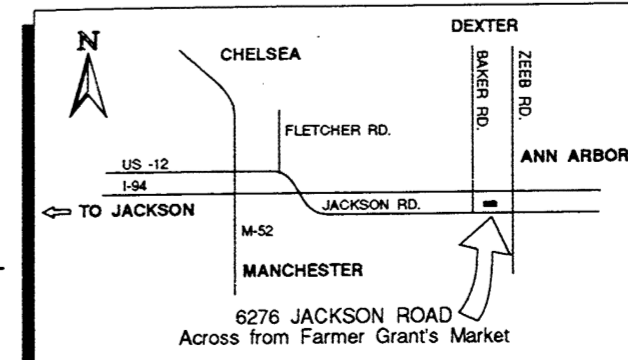 N
DEXTER
CHELSEA
BAKER RD.
ZEEB RD.
FLETCHER RD.
ANN ARBOR
US -12
I-94
TO JACKSON
JACKSON RD.
M-52
MANCHESTER
6276 JACKSON ROAD
Across from Farmer Grant's Market